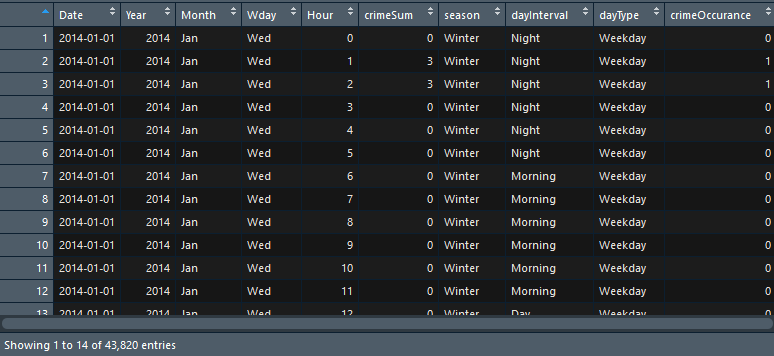 Date Year Month Wday Hour crimeSum season dayInterval dayType crimeOccurance
1 2014-01-01 2014 Jan Wed 0 0 Winter Night Weekday 0
2 2014-01-01 2014 Jan Wed 1 3 Winter Night Weekday 1
3 2014-01-01 2014 Jan Wed 2 3 Winter Night Weekday 1
4 2014-01-01 2014 Jan Wed 3 0 Winter Night Weekday 0
5 2014-01-01 2014 Jan Wed 4 0 Winter Night Weekday 0
6 2014-01-01 2014 Jan Wed 5 0 Winter Night Weekday 0
7 2014-01-01 2014 Jan Wed 6 0 Winter Morning Weekday 0
8 2014-01-01 2014 Jan Wed 7 0 Winter Morning Weekday 0
9 2014-01-01 2014 Jan Wed 8 0 Winter Morning Weekday 0
10 2014-01-01 2014 Jan Wed 9 0 Winter Morning Weekday 0
11 2014-01-01 2014 Jan Wed 10 0 Winter Morning Weekday 0
12 2014-01-01 2014 Jan Wed 11 0 Winter Morning Weekday 0
13 2014-01-01 2014 Jan Wed 12 0 Winter Day Weekday 0
Showing 1 to 14 of 43,820 entries